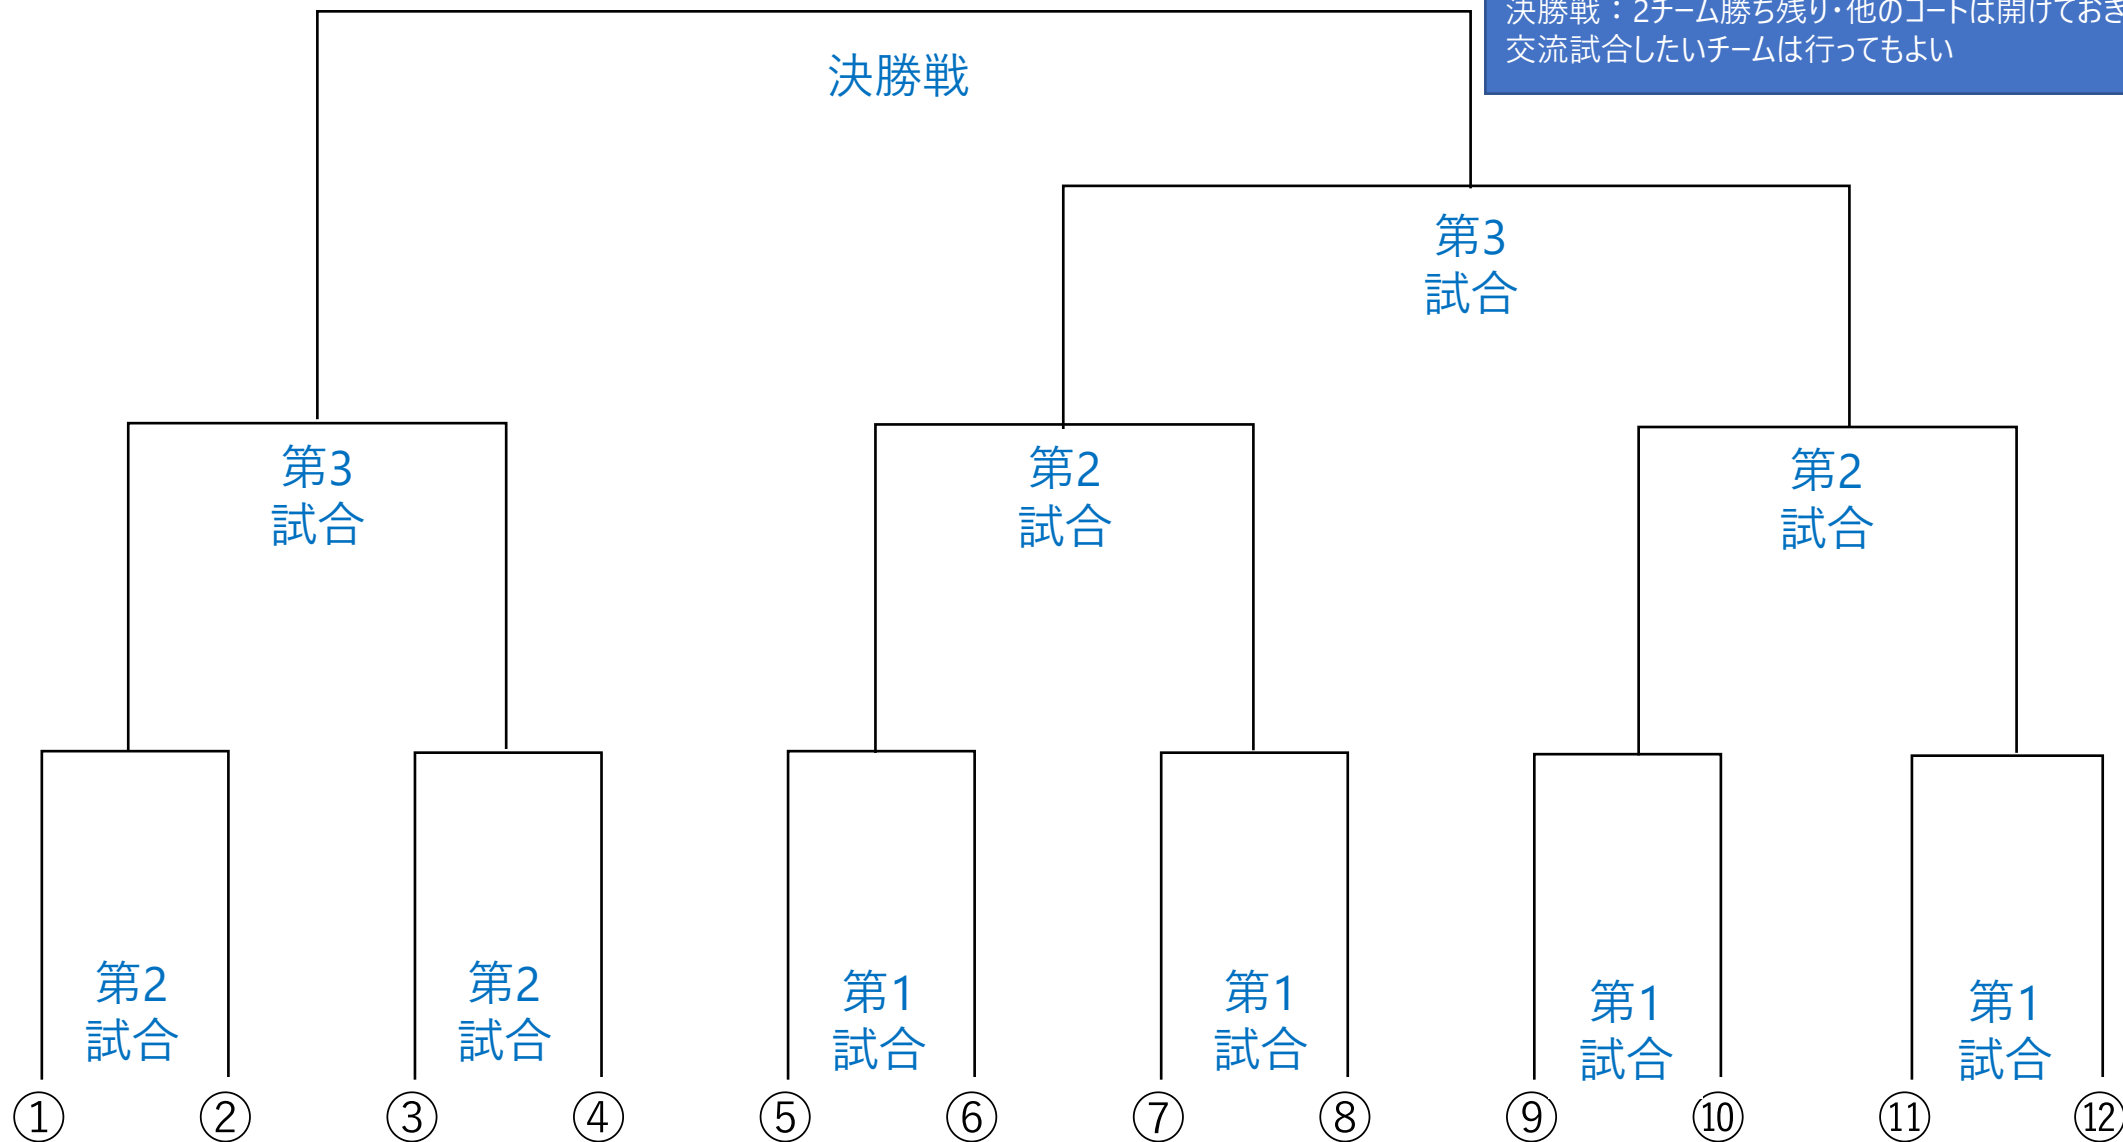 決勝戦：2チーム勝ち残り・他のコートは開けておき
交流試合したいチームは行ってもよい
決勝戦
第3
試合
第3
試合
第2
試合
第2
試合
第2
試合
第2
試合
第1
試合
第1
試合
第1
試合
第1
試合
① ② ③ ④ ⑤ ⑥ ⑦ ⑧ ⑨ ⑩ ⑪ ⑫